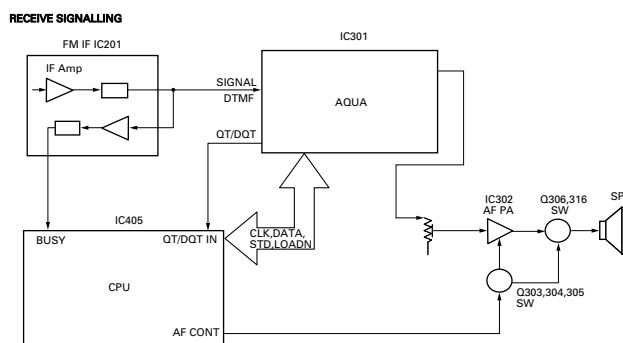 RECEIVE SIGNALLING
FM IF IC201
IF Amp
IC301
AQUA
SIGNAL
DTMF
QT/DQT
IC302
AF PA
Q306,316
SW
SP
IC405
BUSY
QT/DQT IN
CLK,DATA,
STD,LOADN
CPU
Q303,304,305
SW
AF CONT